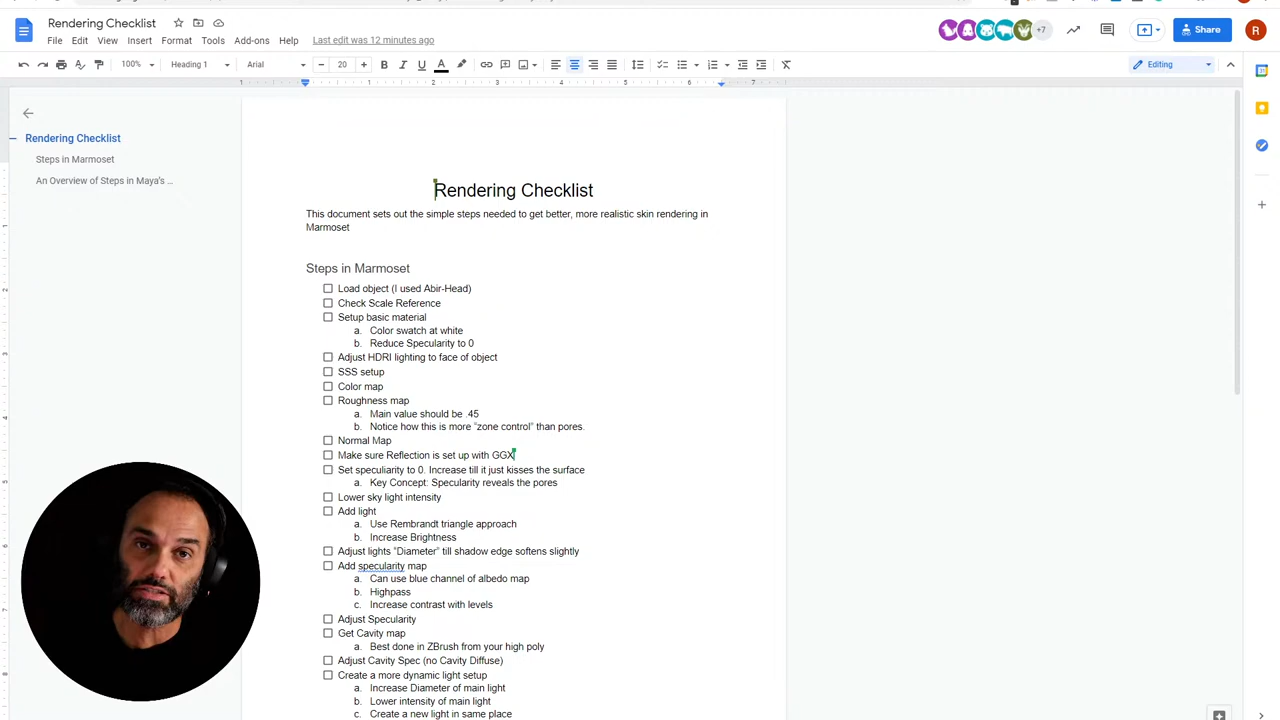 Rendering Checklist
File Edit View Insert Format Tools Add-ons Help Last edit was 12 minutes ago
+7
Share
R
100% Heading 1 Arial 20 B I U A Editing
1 1 2 3 4 5 6 7
Rendering Checklist
Steps in Marmoset
An Overview of Steps in Maya's ...
Rendering Checklist
This document sets out the simple steps needed to get better, more realistic skin rendering in
Marmoset
Steps in Marmoset
Load object (I used Abir-Head)
Check Scale Reference
Setup basic material
a. Color swatch at white
b. Reduce Specularity to 0
Adjust HDRI lighting to face of object
SSS setup
Color map
Roughness map
a. Main value should be .45
b. Notice how this is more “zone control” than pores.
Normal Map
Make sure Reflection is set up with GGX
Set speculiarity to 0. Increase till it just kisses the surface
a. Key Concept: Specularity reveals the pores
Lower sky light intensity
Add light
a. Use Rembrandt triangle approach
b. Increase Brightness
Adjust lights “Diameter” till shadow edge softens slightly
Add specularity map
a. Can use blue channel of albedo map
b. Highpass
c. Increase contrast with levels
Adjust Specularity
Get Cavity map
a. Best done in ZBrush from your high poly
Adjust Cavity Spec (no Cavity Diffuse)
Create a more dynamic light setup
a. Increase Diameter of main light
b. Lower intensity of main light
c. Create a new light in same place